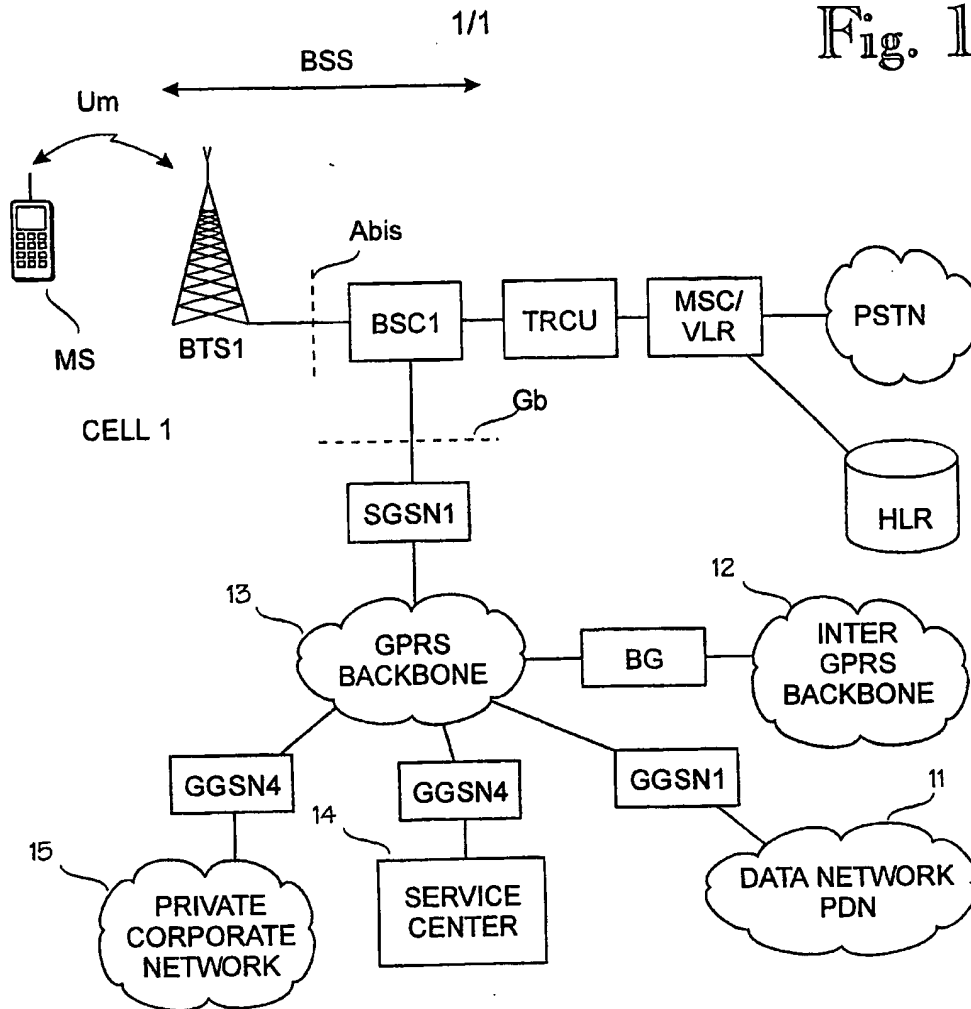 1/1
Fig. 1
BSS
Um
Abis
MS
BTS1
BSC1
TRCU
MSC/
VLR
PSTN
CELL 1
Gb
HLR
SGSN1
13
GPRS
BACKBONE
BG
12
INTER
GPRS
BACKBONE
GGSN4
GGSN4
GGSN1
15
PRIVATE
CORPORATE
NETWORK
14
SERVICE
CENTER
11
DATA NETWORK
PDN